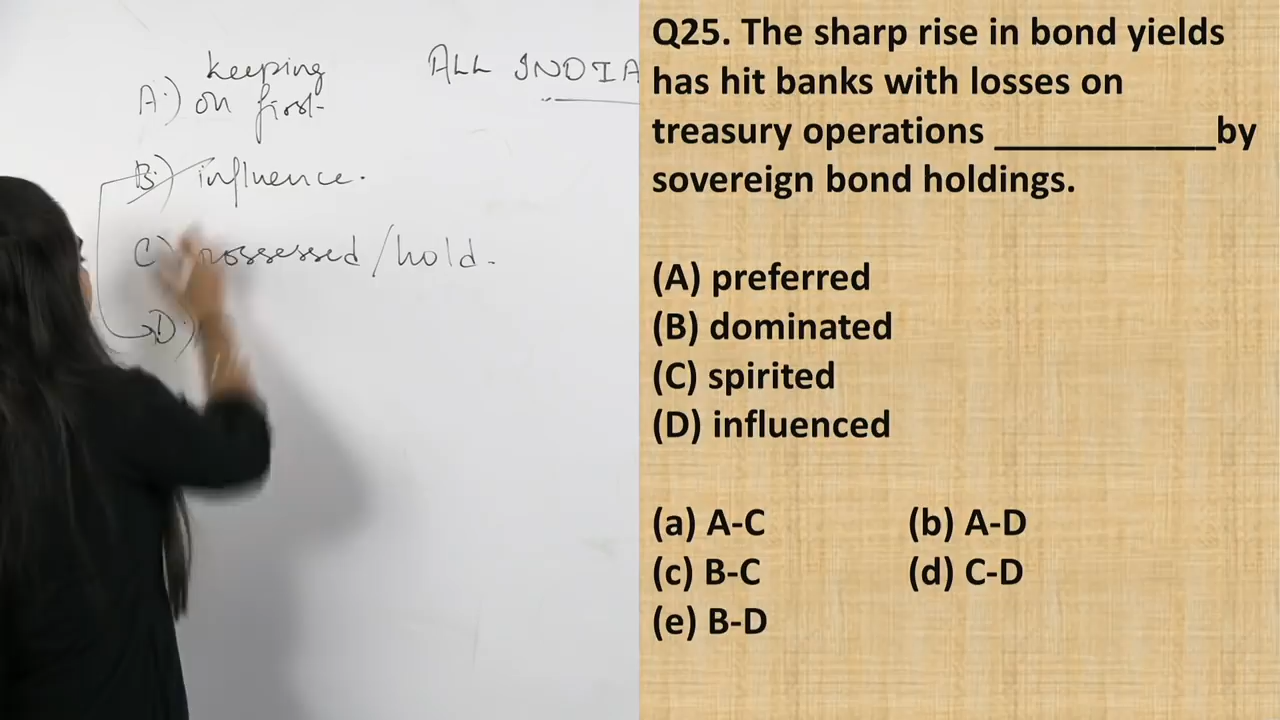 keeping
A.) on first
ALL INDIA
B.) influence.
C) possessed/hold.
D.)
Q25. The sharp rise in bond yields
has hit banks with losses on
treasury operations ___________by
sovereign bond holdings.
(A) preferred
(B) dominated
(C) spirited
(D) influenced
(a) A-C (b) A-D
(c) B-C (d) C-D
(e) B-D